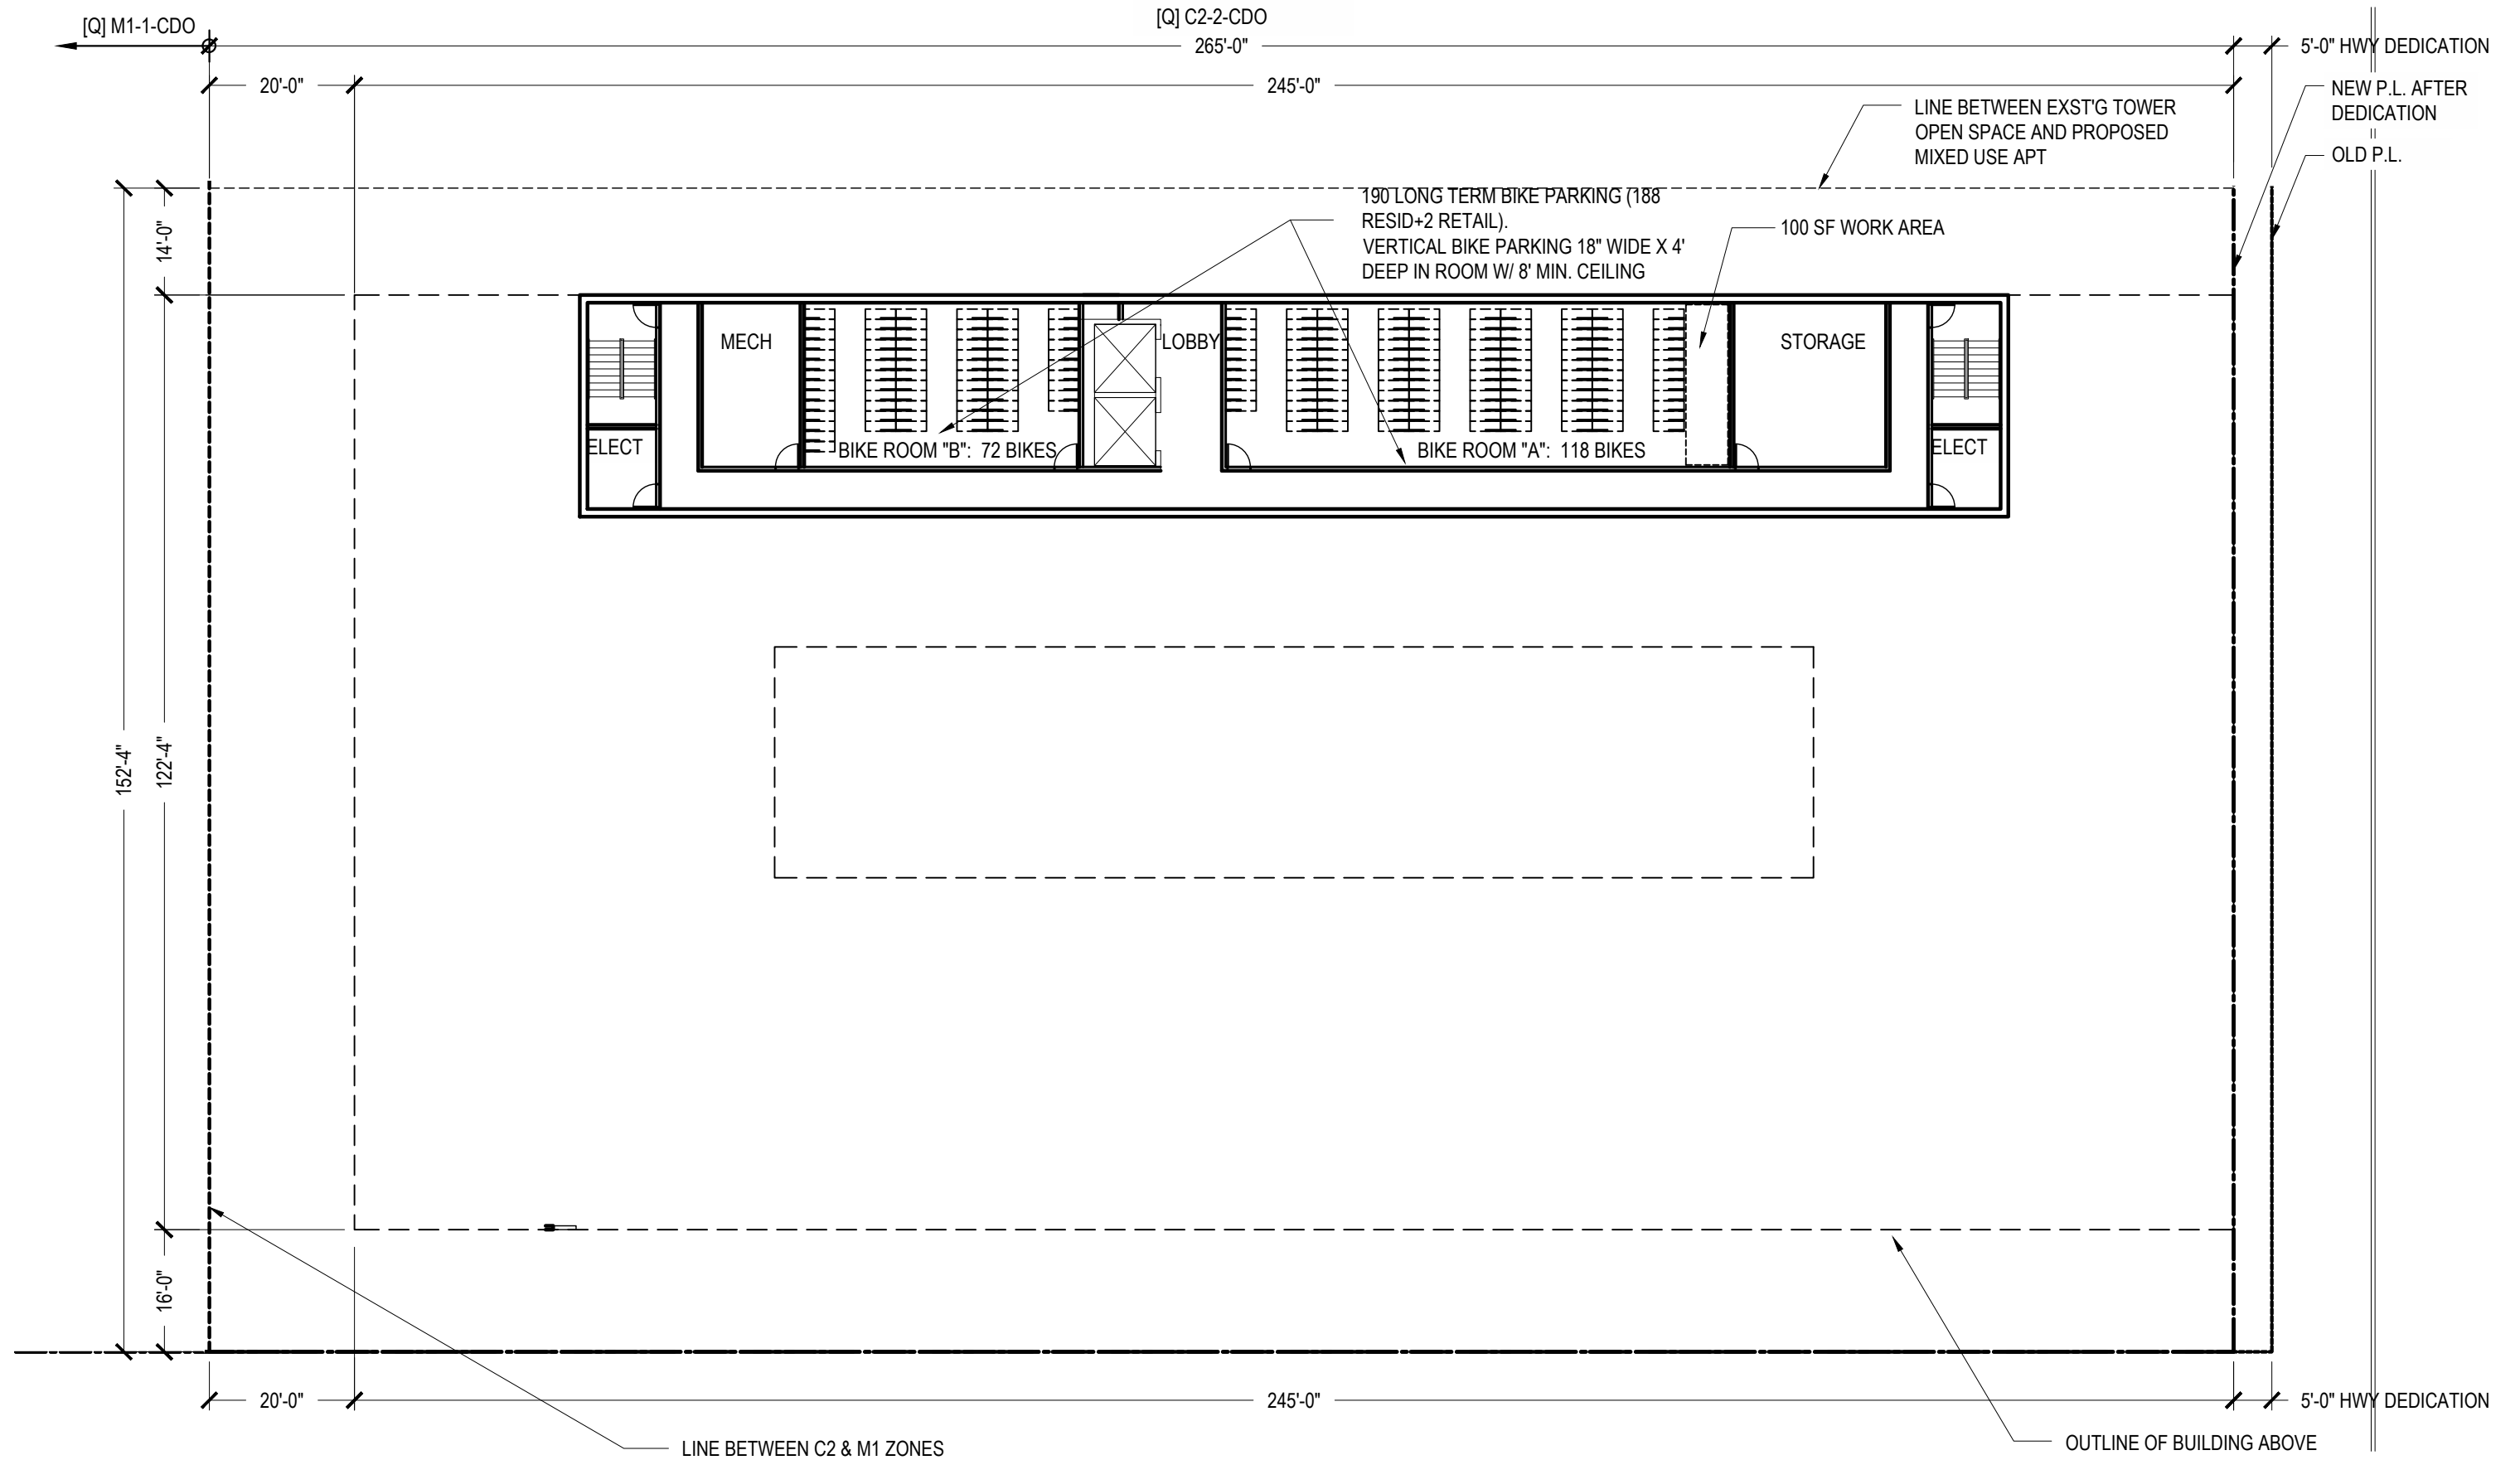 [Q] M1-1-CDO
[Q] C2-2-CDO
265'-0"
5'-0" HWY DEDICATION
20'-0"
245'-0"
NEW P.L. AFTER
DEDICATION
LINE BETWEEN EXST'G TOWER
OPEN SPACE AND PROPOSED
MIXED USE APT
OLD P.L.
190 LONG TERM BIKE PARKING (188
RESID+2 RETAIL).
VERTICAL BIKE PARKING 18" WIDE X 4'
DEEP IN ROOM W/ 8' MIN. CEILING
100 SF WORK AREA
14'-0"
MECH
LOBBY
STORAGE
ELECT
BIKE ROOM "B": 72 BIKES
BIKE ROOM "A": 118 BIKES
ELECT
152'-4"
122'-4"
16'-0"
20'-0"
245'-0"
5'-0" HWY DEDICATION
LINE BETWEEN C2 & M1 ZONES
OUTLINE OF BUILDING ABOVE